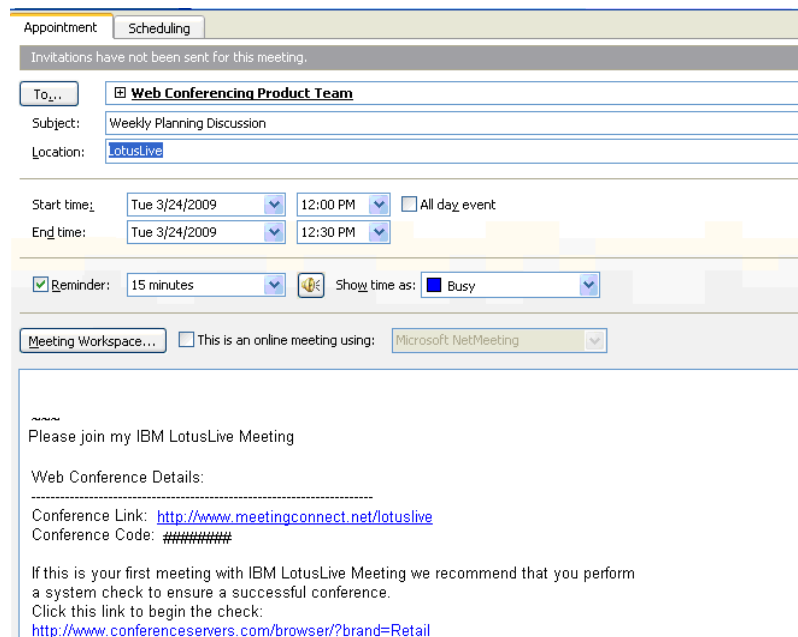 Appointment Scheduling
Invitations have not been sent for this meeting.
To... Web Conferencing Product Team
Subject: Weekly Planning Discussion
Location: LotusLive
Start time: Tue 3/24/2009 12:00 PM All day event
End time: Tue 3/24/2009 12:30 PM
Reminder: 15 minutes Show time as: Busy
Meeting Workspace... This is an online meeting using: Microsoft NetMeeting
~~~
Please join my IBM LotusLive Meeting
Web Conference Details:
-----------------------------------------------------------------------
Conference Link: http://www.meetingconnect.net/lotuslive
Conference Code: ########
If this is your first meeting with IBM LotusLive Meeting we recommend that you perform
a system check to ensure a successful conference.
Click this link to begin the check:
http://www.conferenceservers.com/browser/?brand=Retail